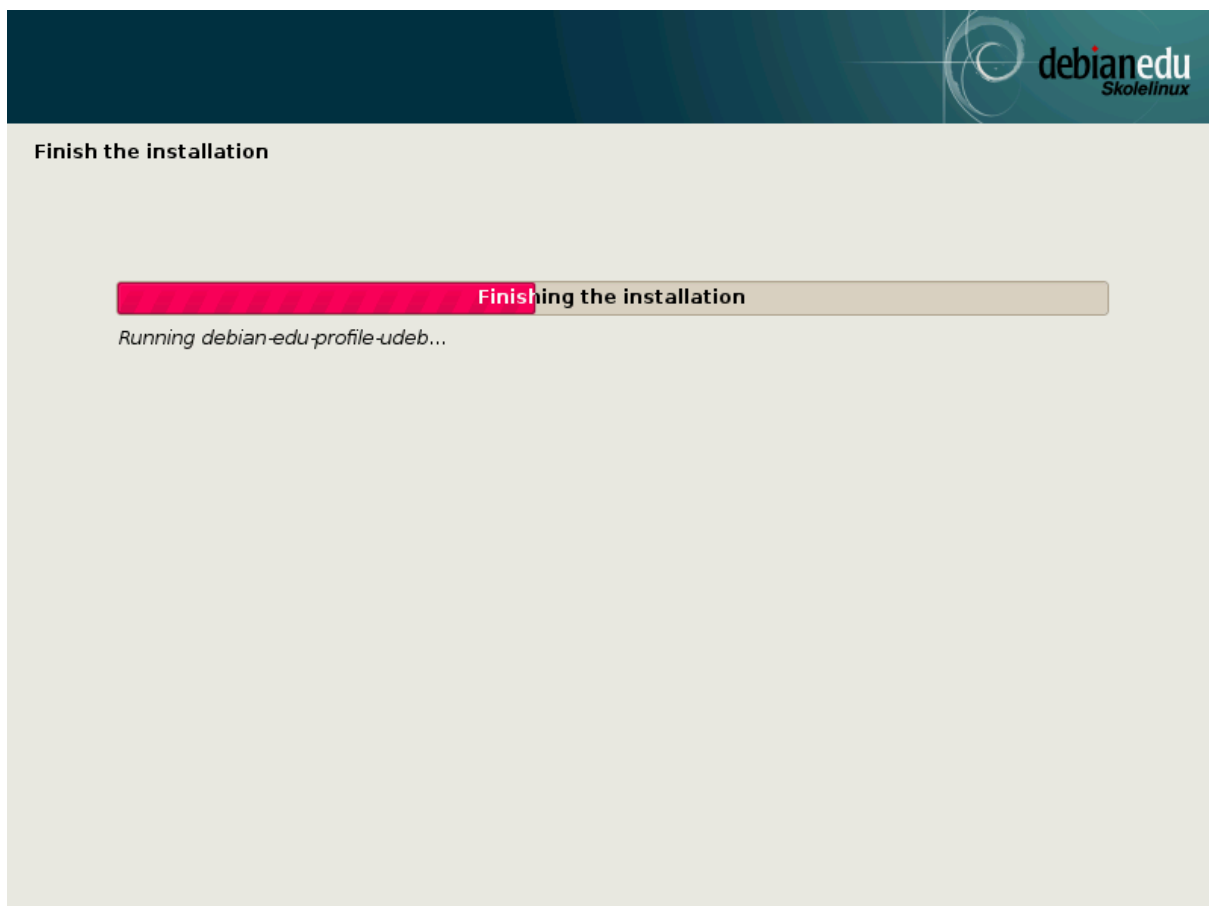 debianedu
Skolelinux
Finish the installation
Finishing the installation
Running debian-edu-profile-udeb...